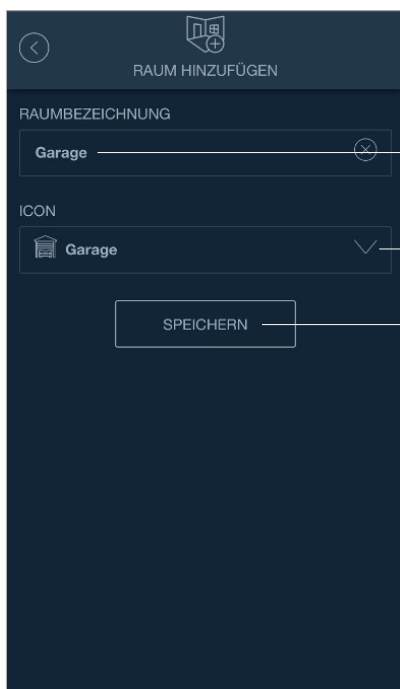 RAUM HINZUFÜGEN
RAUMBEZEICHNUNG
Garage
ICON
Garage
SPEICHERN